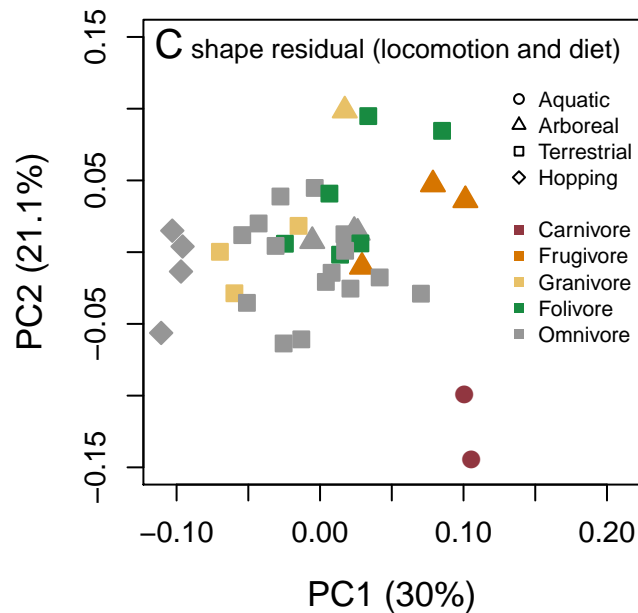 C shape residual (locomotion and diet)
Aquatic
Arboreal
Terrestrial
Hopping
Carnivore
Frugivore
Granivore
Folivore
Omnivore
0.15
0.05
−0.05
−0.15
PC2 (21.1%)
−0.10
0.00
0.10
0.20
PC1 (30%)